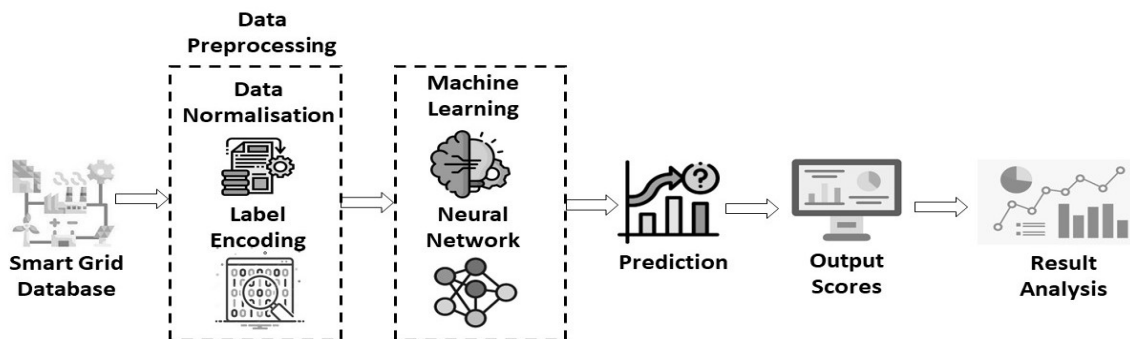 Data
Preprocessing
Data
Normalisation
Label
Encoding
Machine
Learning
Neural
Network
Smart Grid
Database
Prediction
Output
Scores
Result
Analysis